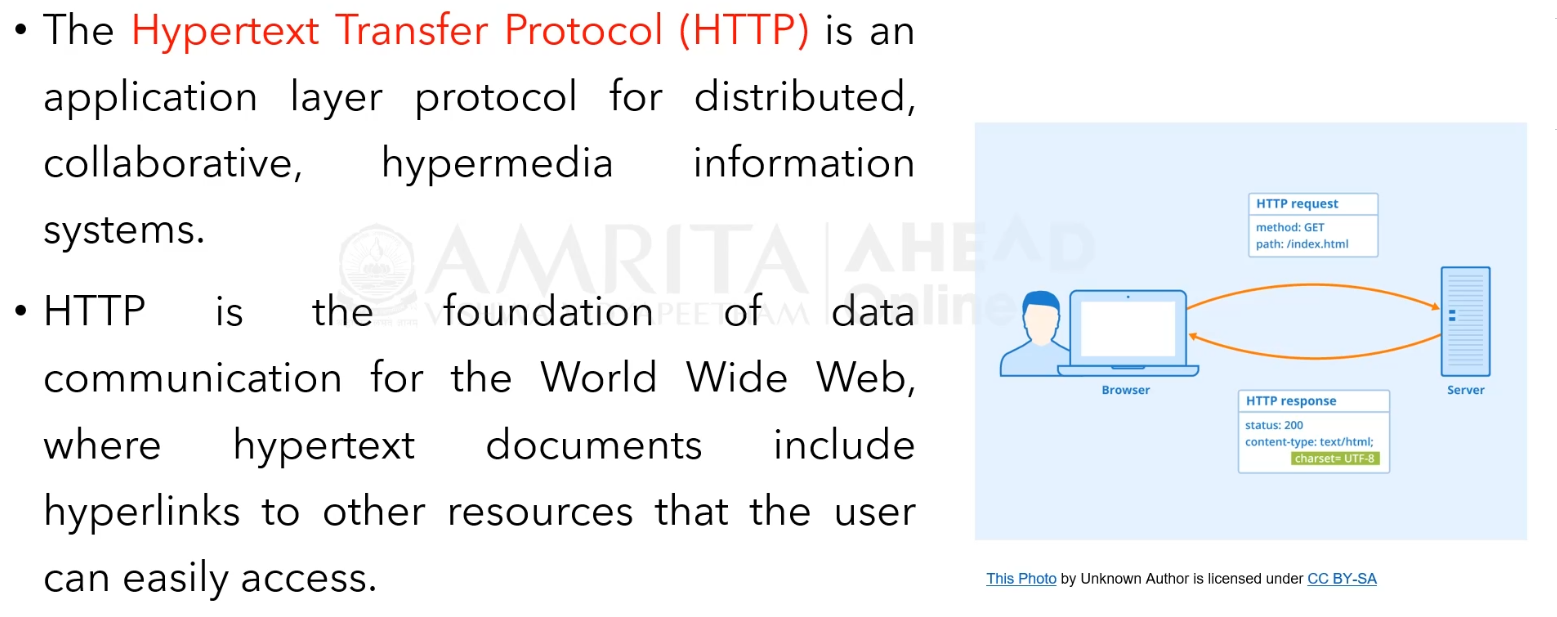 • The Hypertext Transfer Protocol (HTTP) is an
application layer protocol for distributed,
collaborative, hypermedia information
systems.
• HTTP is the foundation of data
communication for the World Wide Web,
where hypertext documents include
hyperlinks to other resources that the user
can easily access.
AMRITA
AHEAD
Online
HTTP request
method: GET
path: /index.html
Browser
Server
HTTP response
status: 200
content-type: text/html;
charset= UTF-8
This Photo by Unknown Author is licensed under CC BY-SA